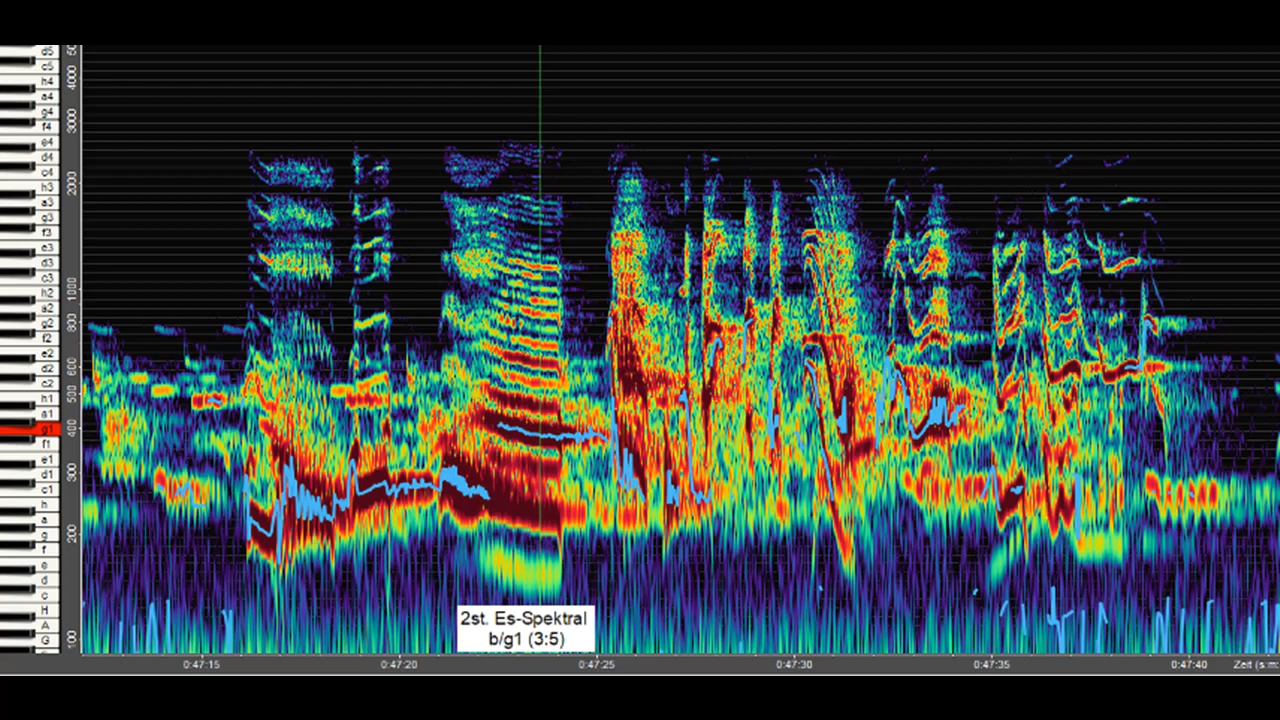 d5
c5
h4
a4
g4
f4
e4
d4
c4
h3
a3
g3
f3
e3
d3
c3
h2
a2
g2
f2
e2
d2
c2
h1
a1
g1
f1
e1
d1
c1
h
a
g
f
e
d
c
H
A
G
4000
3000
2000
1000
800
600
500
400
300
200
100
2st. Es-Spektral
b/g1 (3:5)
0:47:15
0:47:20
0:47:25
0:47:30
0:47:35
0:47:40
Zeit (s:m: